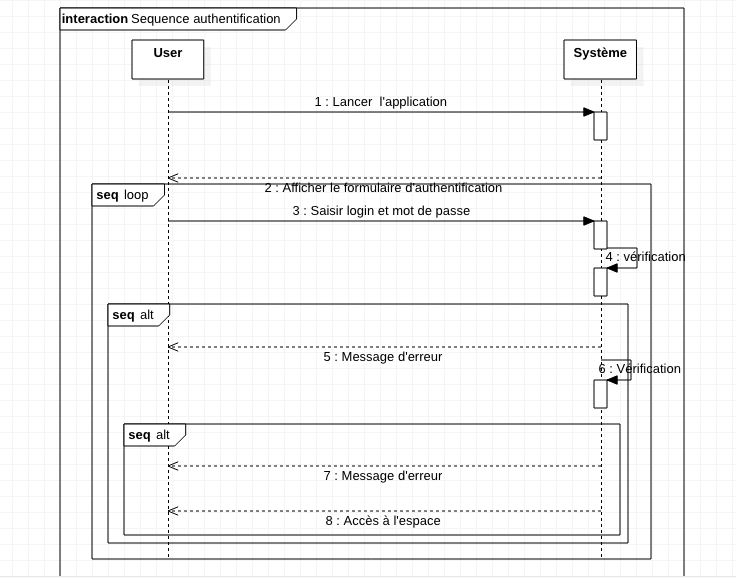 interaction Sequence authentification
User
Système
1 : Lancer l'application
2 : Afficher le formulaire d'authentification
seq loop
3 : Saisir login et mot de passe
4 : vérification
seq alt
5 : Message d'erreur
6 : Vérification
seq alt
7 : Message d'erreur
8 : Accès à l'espace